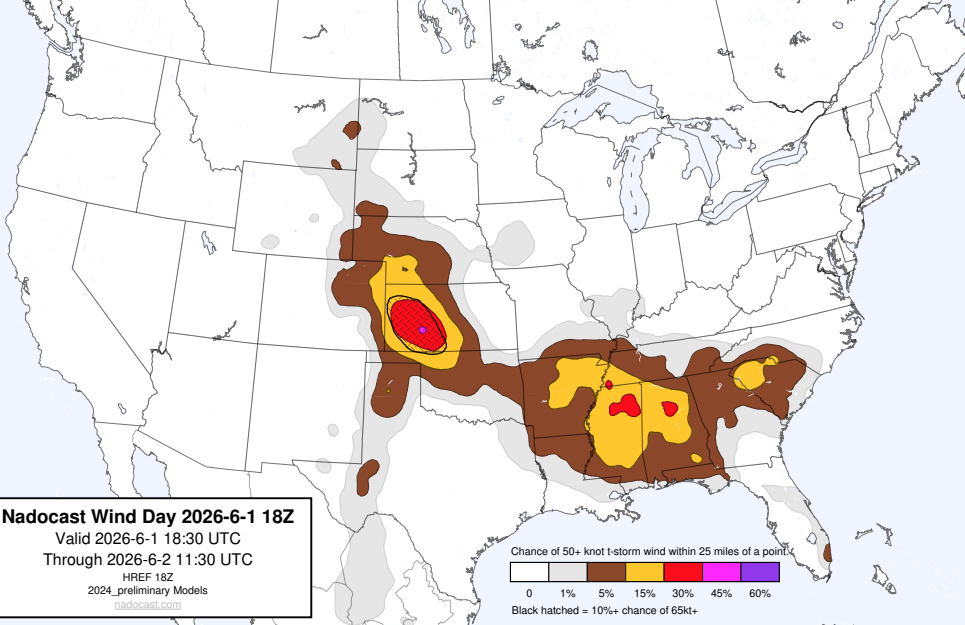 Nadocast Wind Day 2026-6-1 18Z
Valid 2026-6-1 18:30 UTC
Through 2026-6-2 11:30 UTC
HREF 18Z
2024_preliminary Models
nadocast.com
Chance of 50+ knot t-storm wind within 25 miles of a point.
0 1% 5% 15% 30% 45% 60%
Black hatched = 10%+ chance of 65kt+